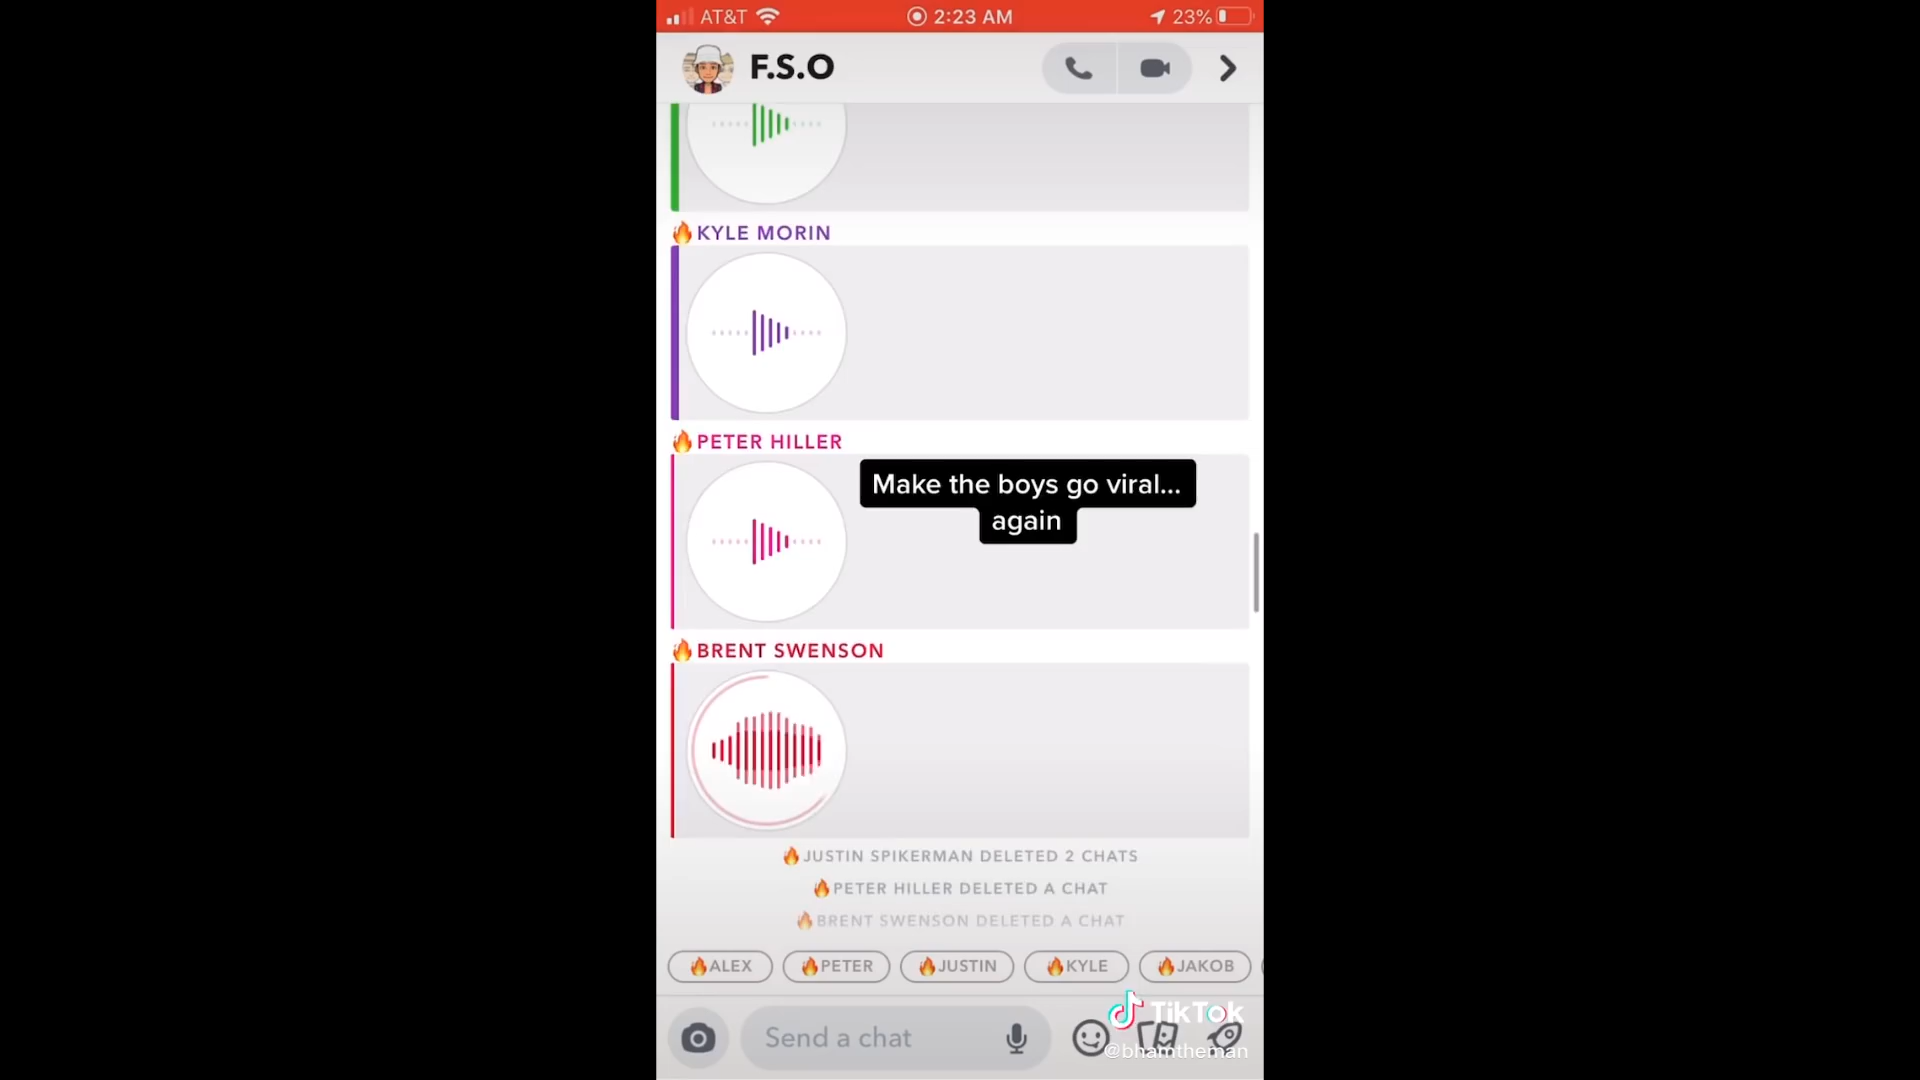 AT&T 2:23 AM 23%
F.S.O
KYLE MORIN
PETER HILLER
Make the boys go viral...
again
BRENT SWENSON
JUSTIN SPIKERMAN DELETED 2 CHATS
PETER HILLER DELETED A CHAT
BRENT SWENSON DELETED A CHAT
ALEX PETER JUSTIN KYLE JAKOB
TikTok
Send a chat
@bhamtheman